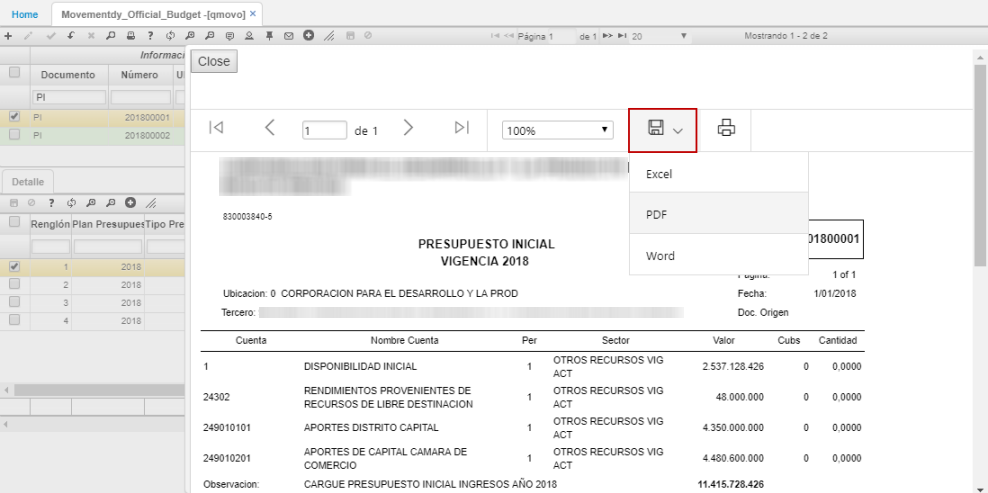 Home Movementdy_Official_Budget -[qmovo] ×
Página 1 de 1 20 Mostrando 1 - 2 de 2
Informaci
Documento Número U
PI
PI 201800001
PI 201800002
Detalle
Renglón Plan Presupues Tipo Pre
1 2018
2 2018
3 2018
4 2018
Close
1 de 1 100%
Excel
PDF
Word
830003840-5
PRESUPUESTO INICIAL 01800001
VIGENCIA 2018
Pagina: 1 of 1
Ubicacion: 0 CORPORACION PARA EL DESARROLLO Y LA PROD Fecha: 1/01/2018
Tercero: Doc. Origen
Cuenta Nombre Cuenta Per Sector Valor Cubs Cantidad
1 DISPONIBILIDAD INICIAL 1 OTROS RECURSOS VIG ACT 2.537.128.426 0 0,0000
24302 RENDIMIENTOS PROVENIENTES DE RECURSOS DE LIBRE DESTINACION 1 OTROS RECURSOS VIG ACT 48.000.000 0 0,0000
249010101 APORTES DISTRITO CAPITAL 1 OTROS RECURSOS VIG ACT 4.350.000.000 0 0,0000
249010201 APORTES DE CAPITAL CAMARA DE COMERCIO 1 OTROS RECURSOS VIG ACT 4.480.600.000 0 0,0000
Observacion: CARGUE PRESUPUESTO INICIAL INGRESOS AÑO 2018 11.415.728.426